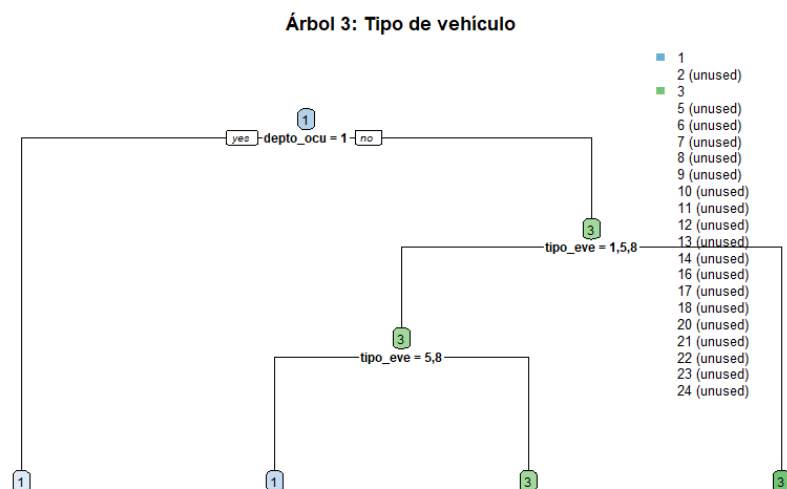 Árbol 3: Tipo de vehículo
1
2 (unused)
3
5 (unused)
6 (unused)
7 (unused)
8 (unused)
9 (unused)
10 (unused)
11 (unused)
12 (unused)
13 (unused)
14 (unused)
16 (unused)
17 (unused)
18 (unused)
20 (unused)
21 (unused)
22 (unused)
23 (unused)
24 (unused)
1
yes depto_ocu = 1 no
3
tipo_eve = 1,5,8
3
tipo_eve = 5,8
1 1 3 3